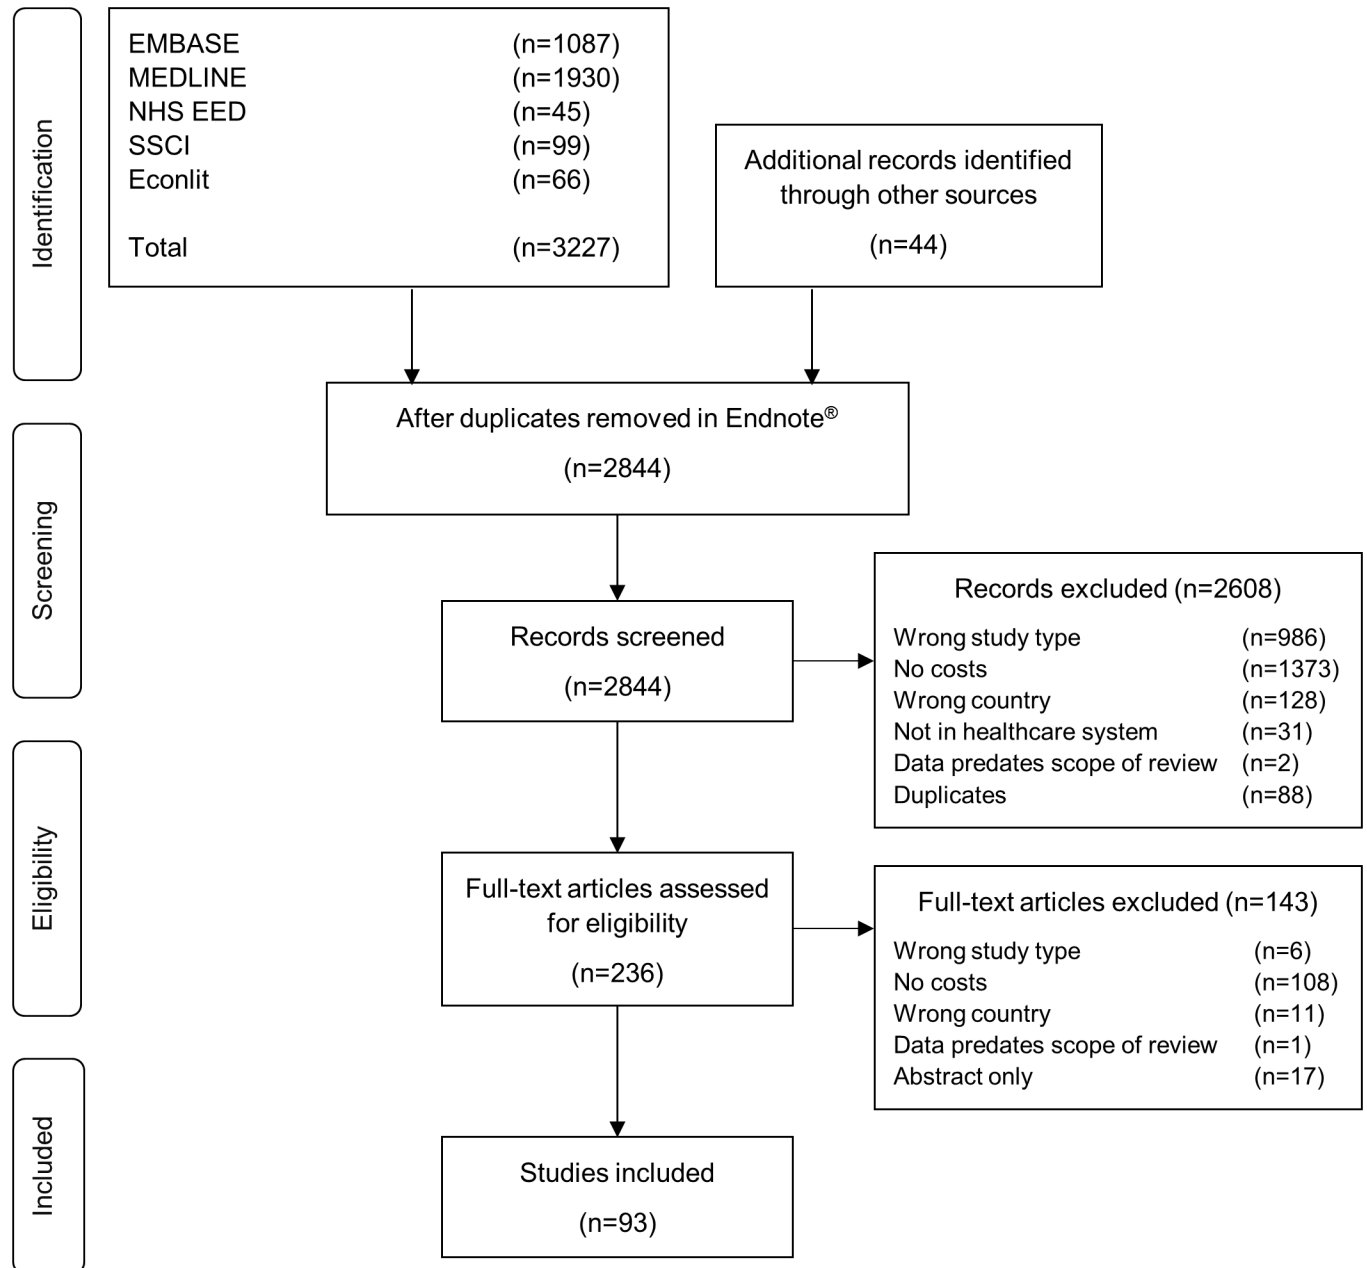 Identification
EMBASE (n=1087)
MEDLINE (n=1930)
NHS EED (n=45)
SSCI (n=99)
Econlit (n=66)
Total (n=3227)
Additional records identified
through other sources
(n=44)
After duplicates removed in Endnote®
(n=2844)
Screening
Records screened
(n=2844)
Records excluded (n=2608)
Wrong study type (n=986)
No costs (n=1373)
Wrong country (n=128)
Not in healthcare system (n=31)
Data predates scope of review (n=2)
Duplicates (n=88)
Eligibility
Full-text articles assessed
for eligibility
(n=236)
Full-text articles excluded (n=143)
Wrong study type (n=6)
No costs (n=108)
Wrong country (n=11)
Data predates scope of review (n=1)
Abstract only (n=17)
Included
Studies included
(n=93)